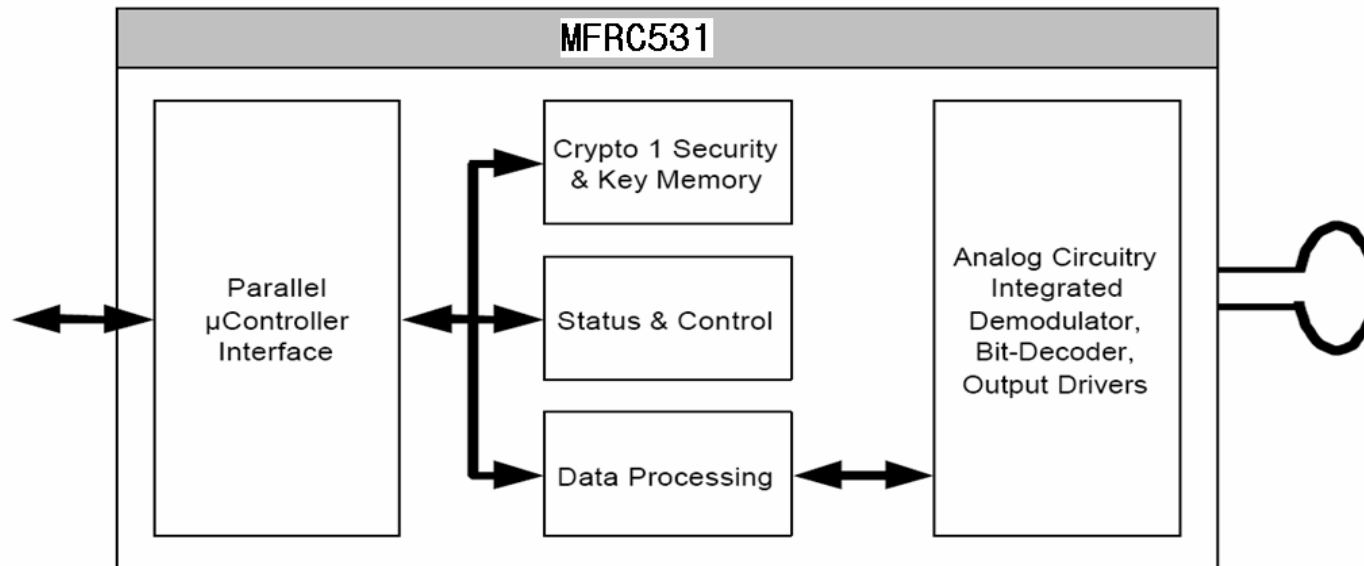 MFRC531
Parallel
µController
Interface
Crypto 1 Security
& Key Memory
Status & Control
Data Processing
Analog Circuitry
Integrated
Demodulator,
Bit-Decoder,
Output Drivers